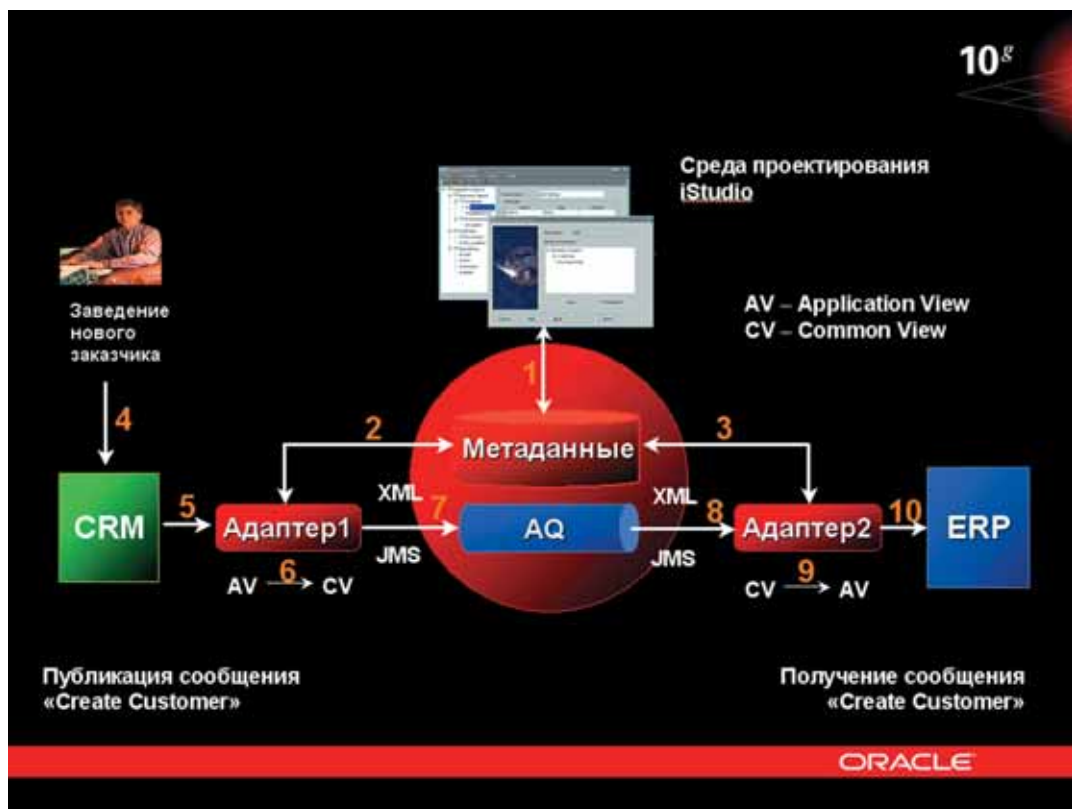 10g
Среда проектирования
iStudio
Заведение
нового
заказчика
AV – Application View
CV – Common View
1
4
2
3
Метаданные
XML
XML
5
7
8
10
CRM
Адаптер1
AQ
Адаптер2
ERP
JMS
JMS
6
9
AV CV
CV AV
Публикация сообщения
«Create Customer»
Получение сообщения
«Create Customer»
ORACLE